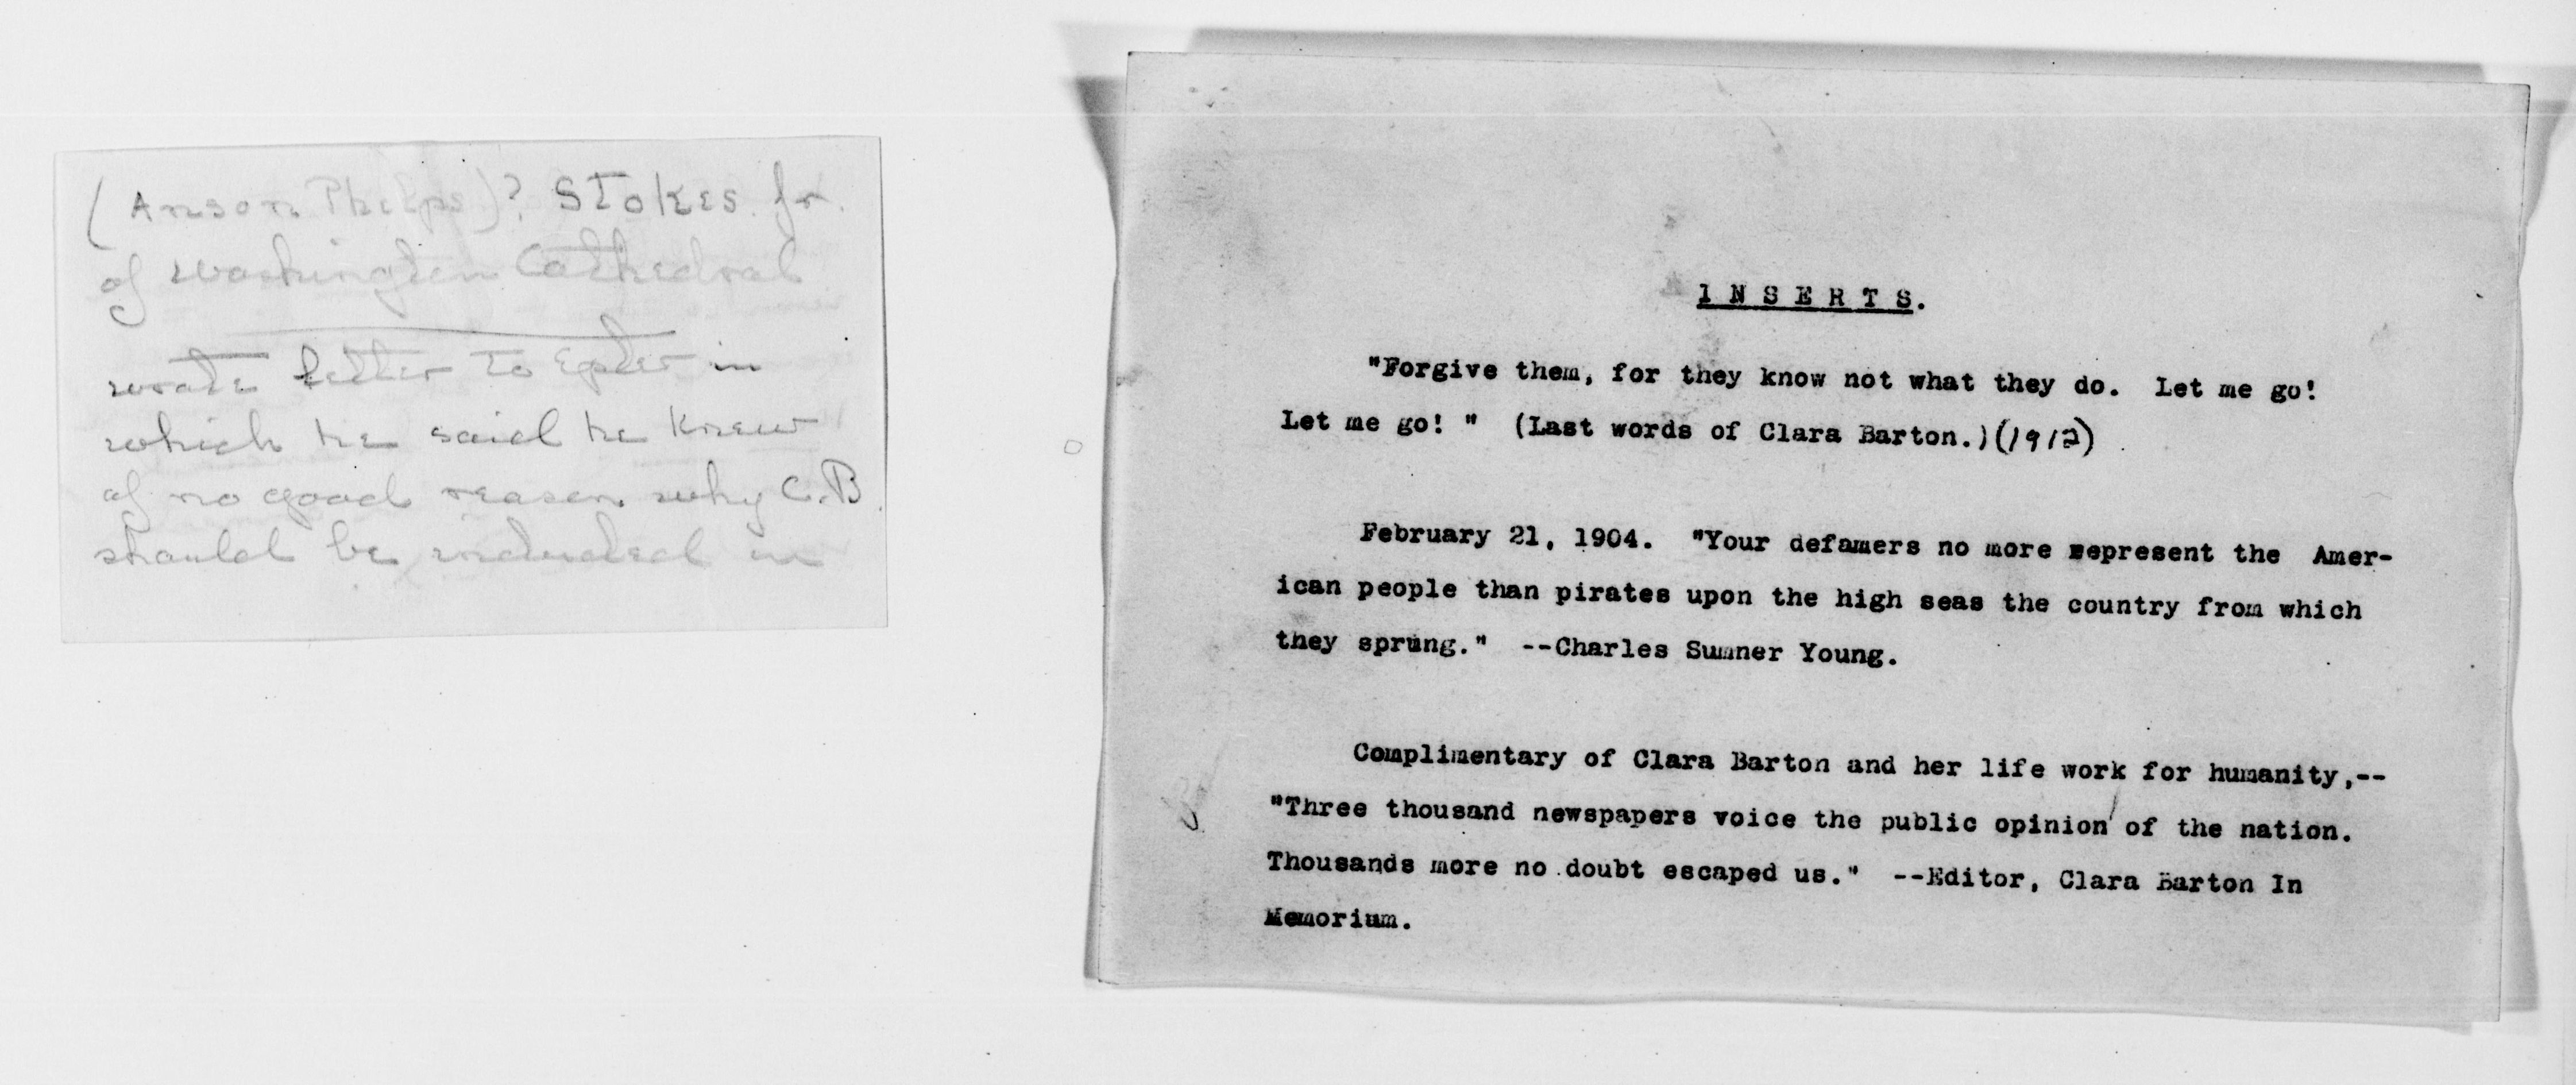 (Anson Phelps)? Stokes Jr.
of Washington Cathedral
wrote letter to Epler in
which he said he knew
of no good reason why C.B.
should be included in
INSERTS.
"Forgive them, for they know not what they do. Let me go!
Let me go! " (Last words of Clara Barton.)(1912)
February 21, 1904. "Your defamers no more represent the Amer-
ican people than pirates upon the high seas the country from which
they sprung." --Charles Sumner Young.
Complimentary of Clara Barton and her life work for humanity,--
"Three thousand newspapers voice the public opinion of the nation.
Thousands more no doubt escaped us." --Editor, Clara Barton In
Memorium.